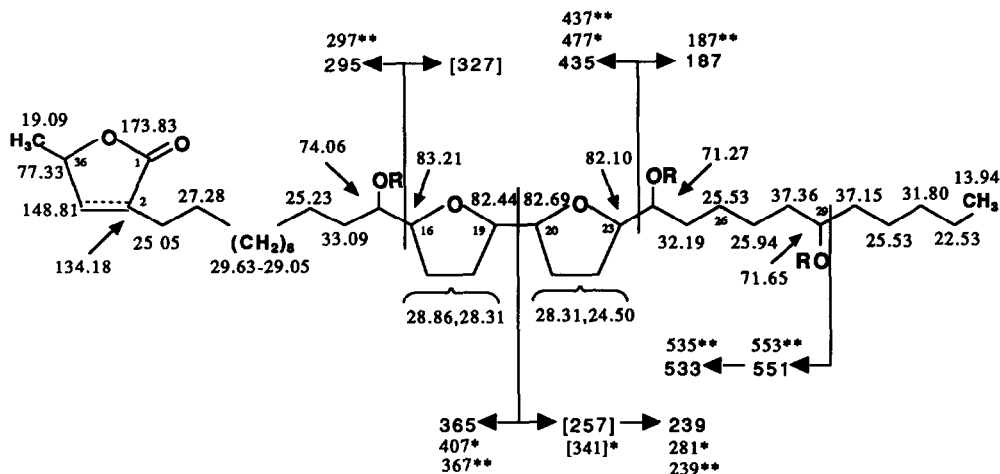 437**
297** 477* 187**
295 [327] 435 187
19.09 173.83
H₃C O O
77.33 36 1
148.81 2 27.28
134.18 25 05
(CH₂)₈
29.63-29.05
74.06 83.21 82.10 71.27
25.23 OR OR 13.94
33.09 16 O 82.44 82.69 O 25.53 37.36 37.15 31.80 CH₃
19 20 23 26 29
32.19 25.94 25.53 22.53
71.65 RO
28.86,28.31 28.31,24.50
535** 553**
533 551
365 [257] 239
407* [341]* 281*
367** 239**